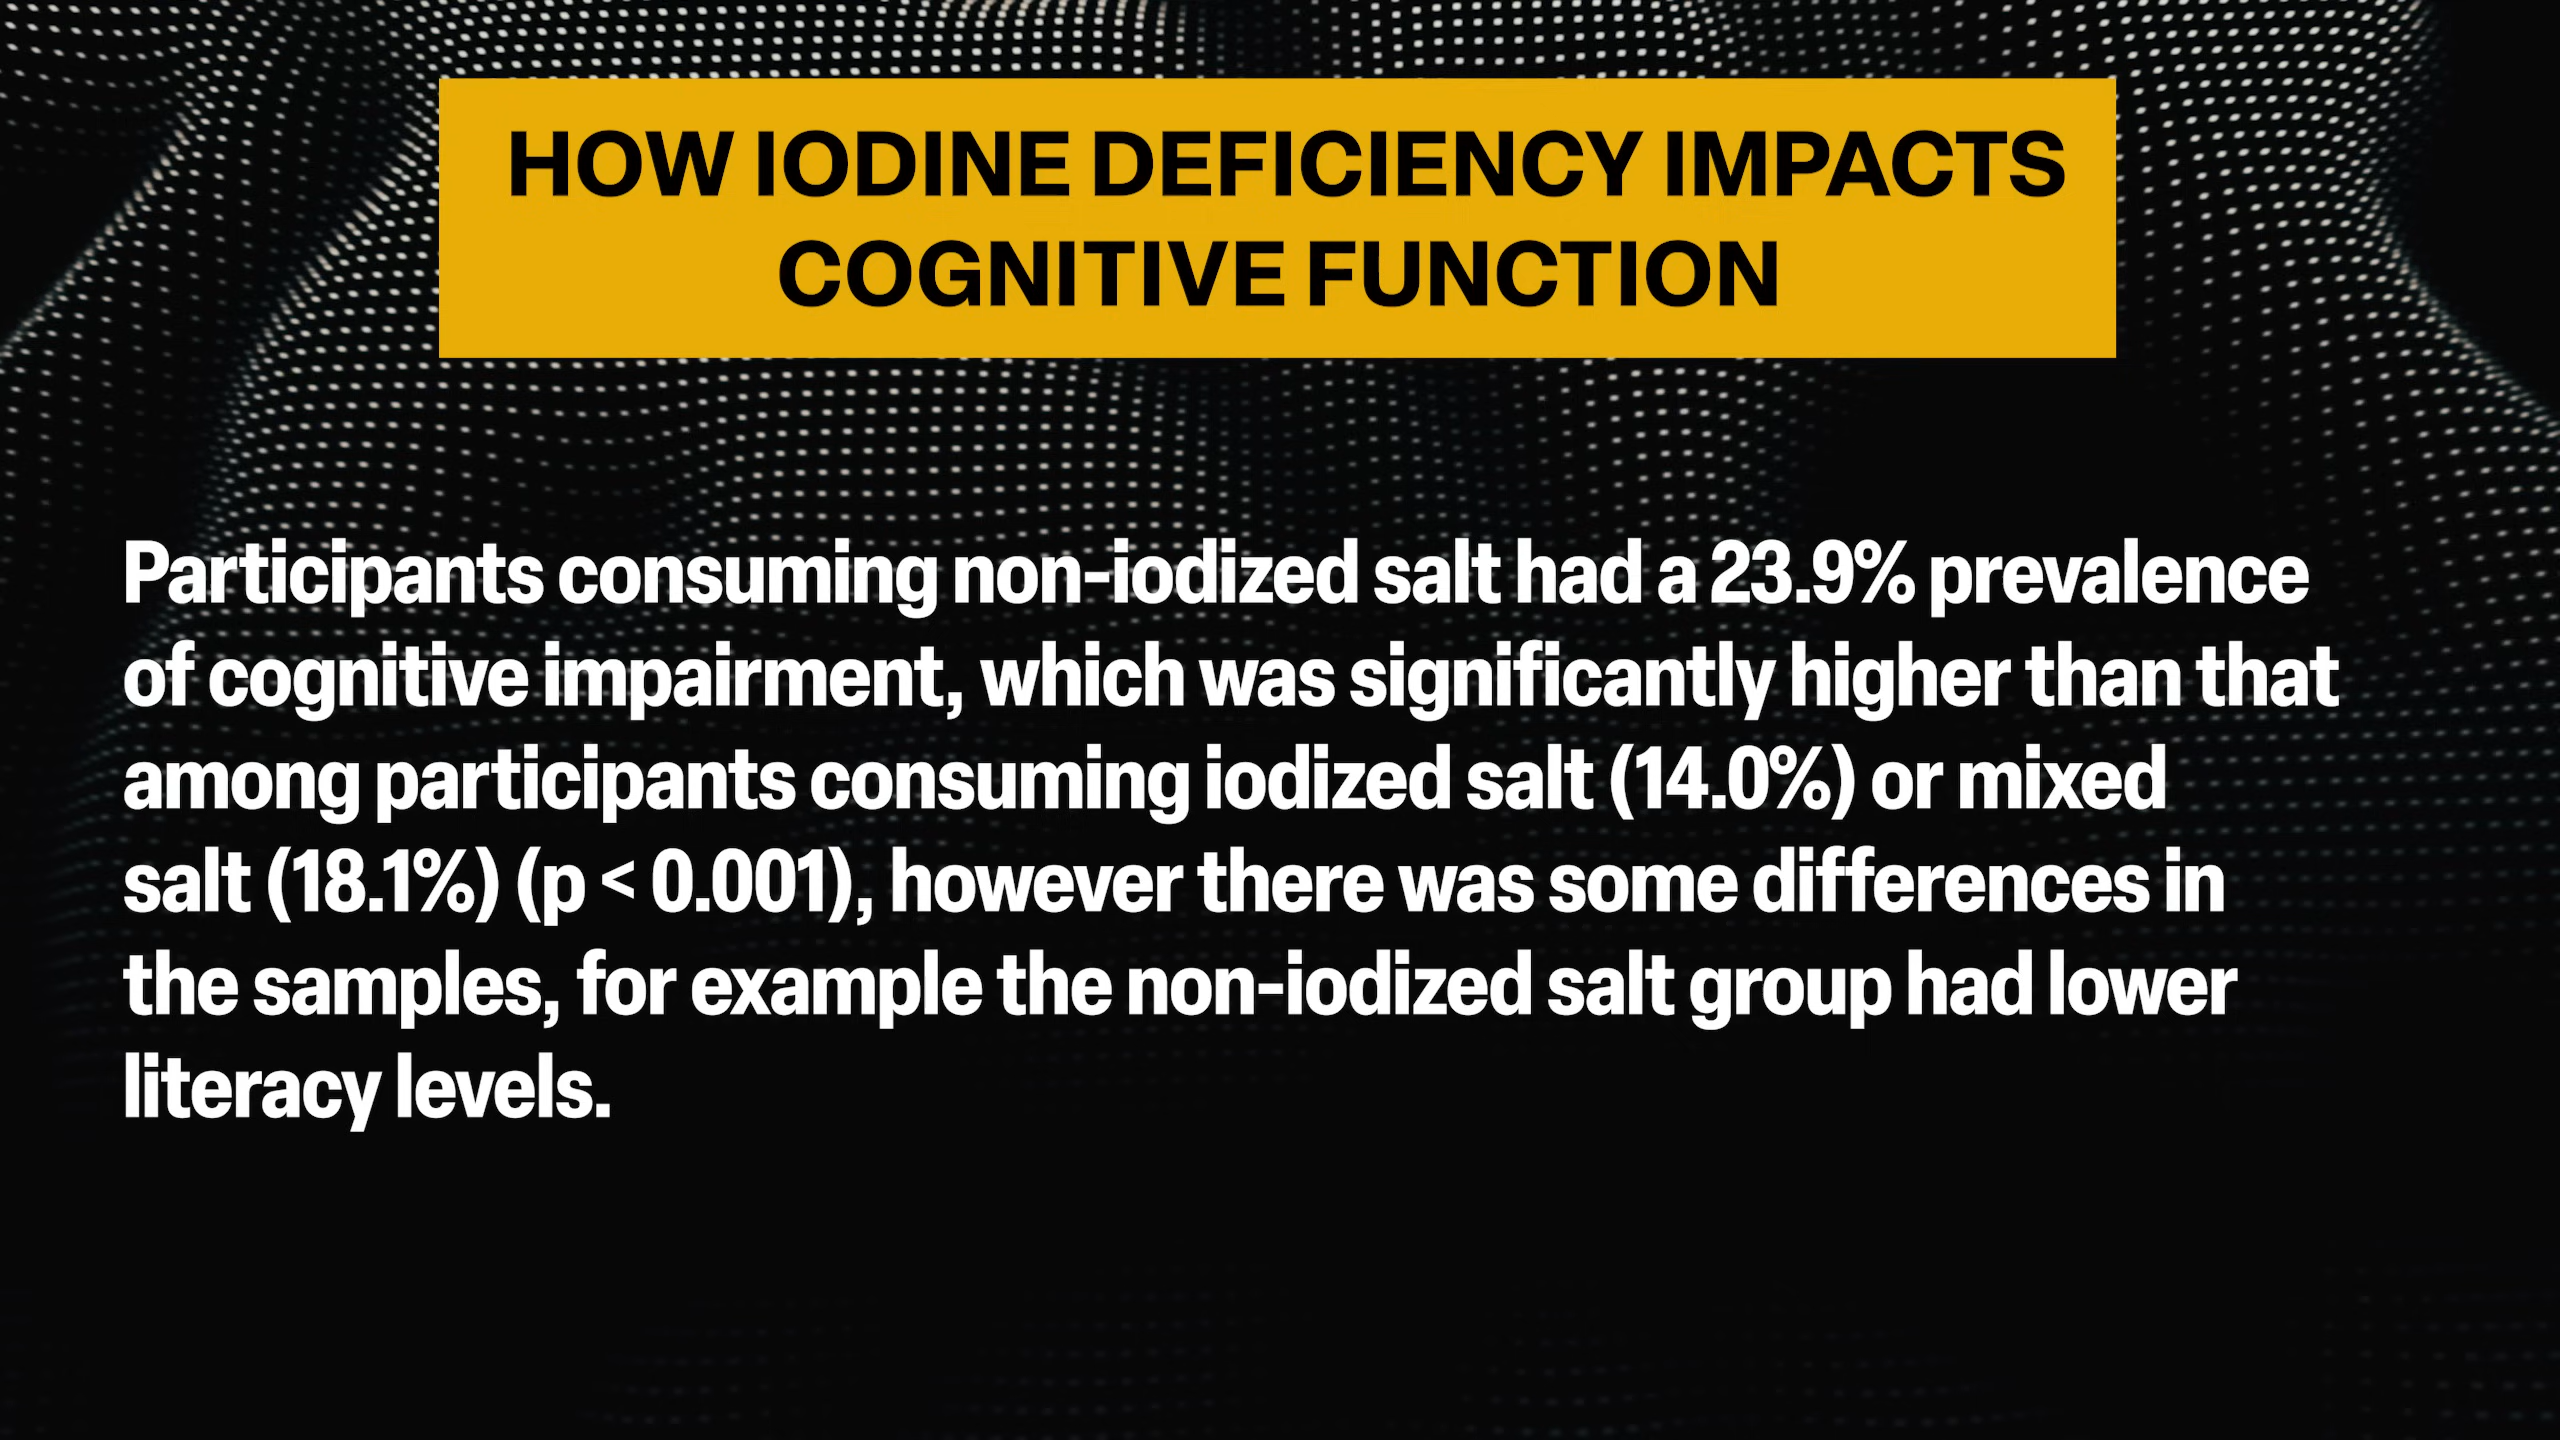 HOW IODINE DEFICIENCY IMPACTS
COGNITIVE FUNCTION
Participants consuming non-iodized salt had a 23.9% prevalence
of cognitive impairment, which was significantly higher than that
among participants consuming iodized salt (14.0%) or mixed
salt (18.1%) (p < 0.001), however there was some differences in
the samples, for example the non-iodized salt group had lower
literacy levels.